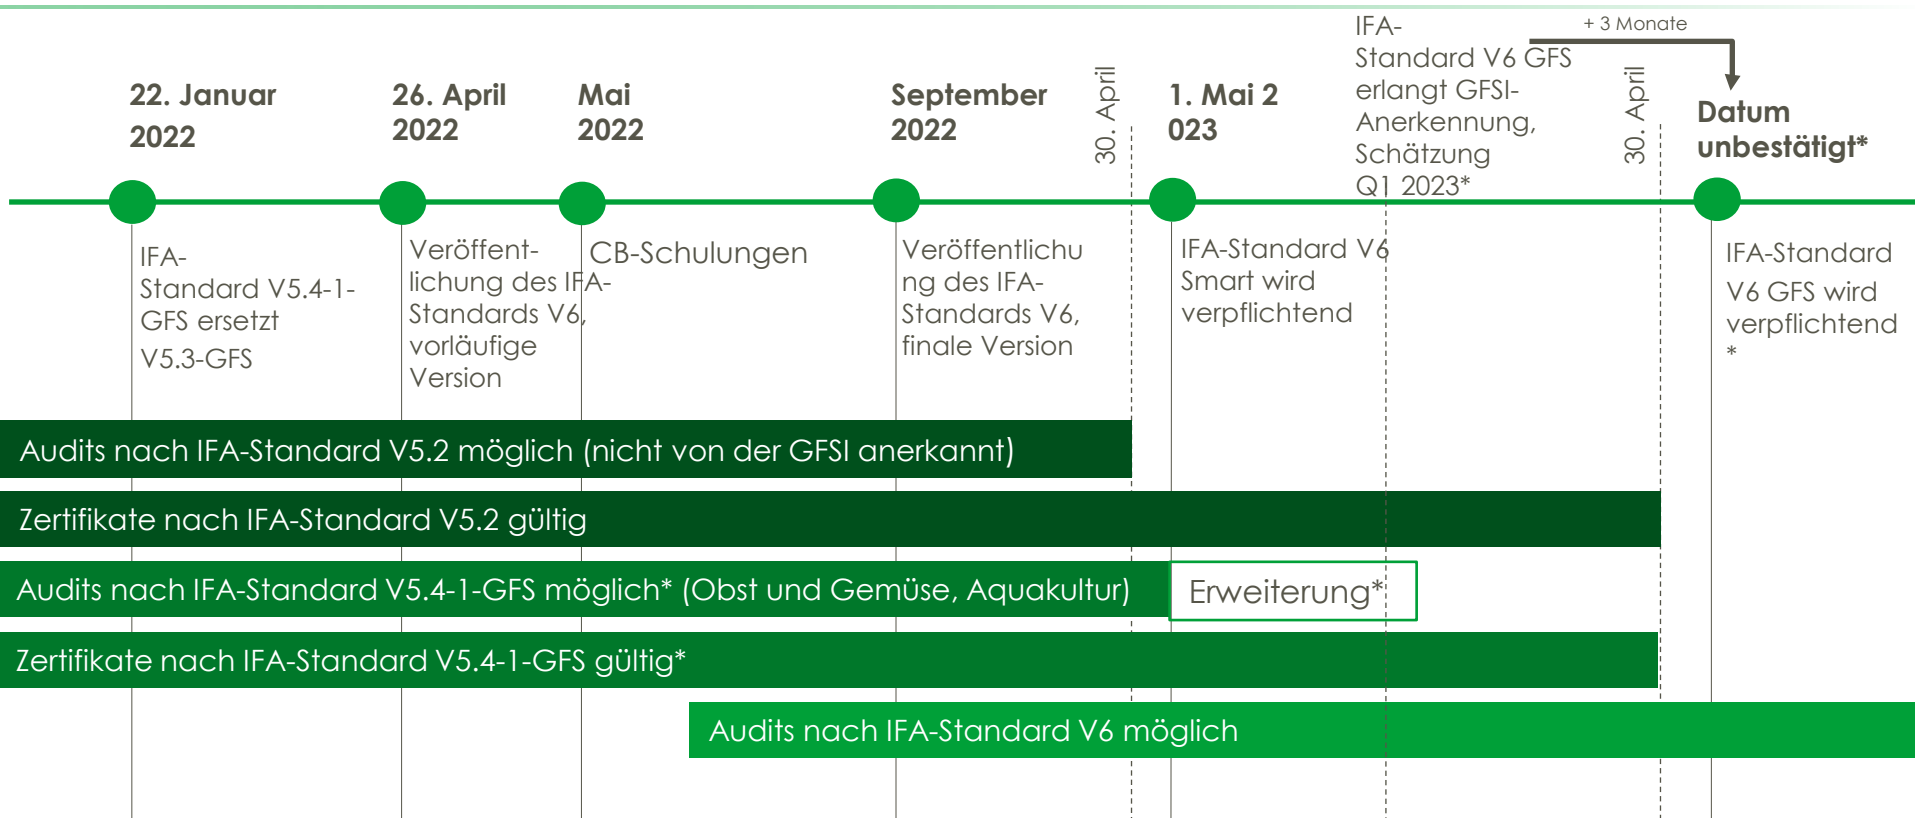 22. Januar
2022
26. April
2022
Mai
2022
September
2022
30. April
1. Mai 2
023
IFA-
Standard V6 GFS
erlangt GFSI-
Anerkennung,
Schätzung
Q1 2023*
+ 3 Monate
30. April
Datum
unbestätigt*
IFA-
Standard V5.4-1-
GFS ersetzt
V5.3-GFS
Veröffent-
lichung des IFA-
Standards V6,
vorläufige
Version
CB-Schulungen
Veröffentlichu
ng des IFA-
Standards V6,
finale Version
IFA-Standard V6
Smart wird
verpflichtend
IFA-Standard
V6 GFS wird
verpflichtend
*
Audits nach IFA-Standard V5.2 möglich (nicht von der GFSI anerkannt)
Zertifikate nach IFA-Standard V5.2 gültig
Audits nach IFA-Standard V5.4-1-GFS möglich* (Obst und Gemüse, Aquakultur)
Erweiterung*
Zertifikate nach IFA-Standard V5.4-1-GFS gültig*
Audits nach IFA-Standard V6 möglich